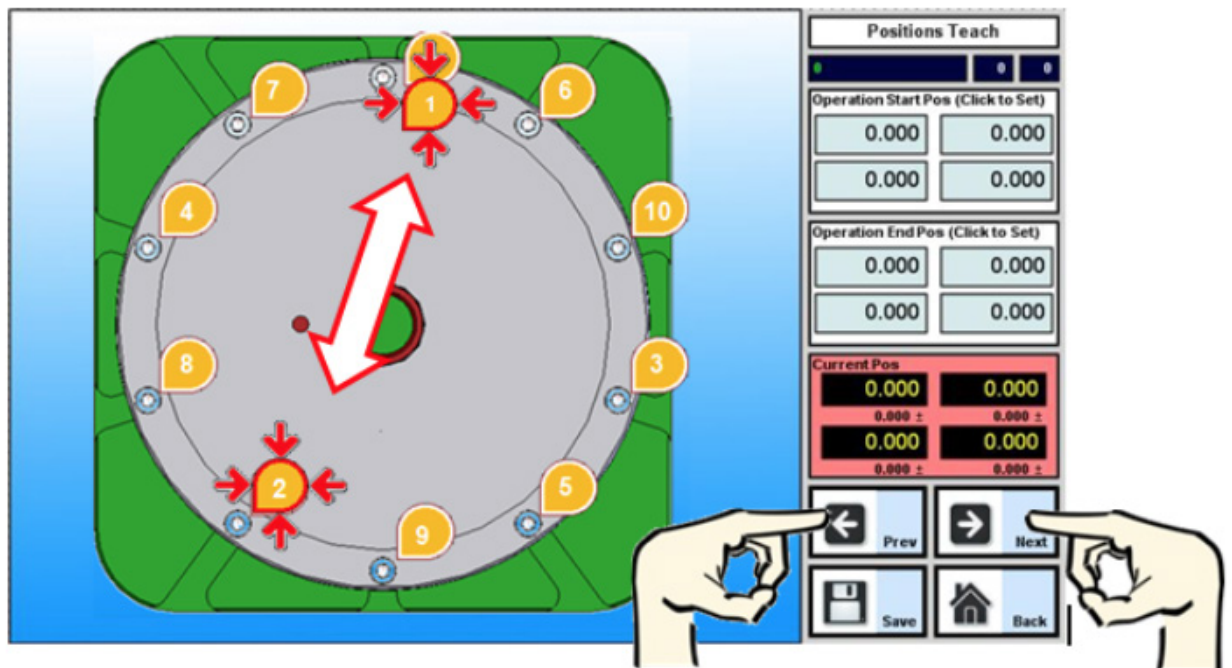 7
1
6
4
10
8
3
2
5
9
Positions Teach
0 0 0
Operation Start Pos (Click to Set)
0.000 0.000
0.000 0.000
Operation End Pos (Click to Set)
0.000 0.000
0.000 0.000
Current Pos
0.000 0.000
0.000 ± 0.000 ±
0.000 0.000
0.000 ± 0.000 ±
Prev Next
Save Back